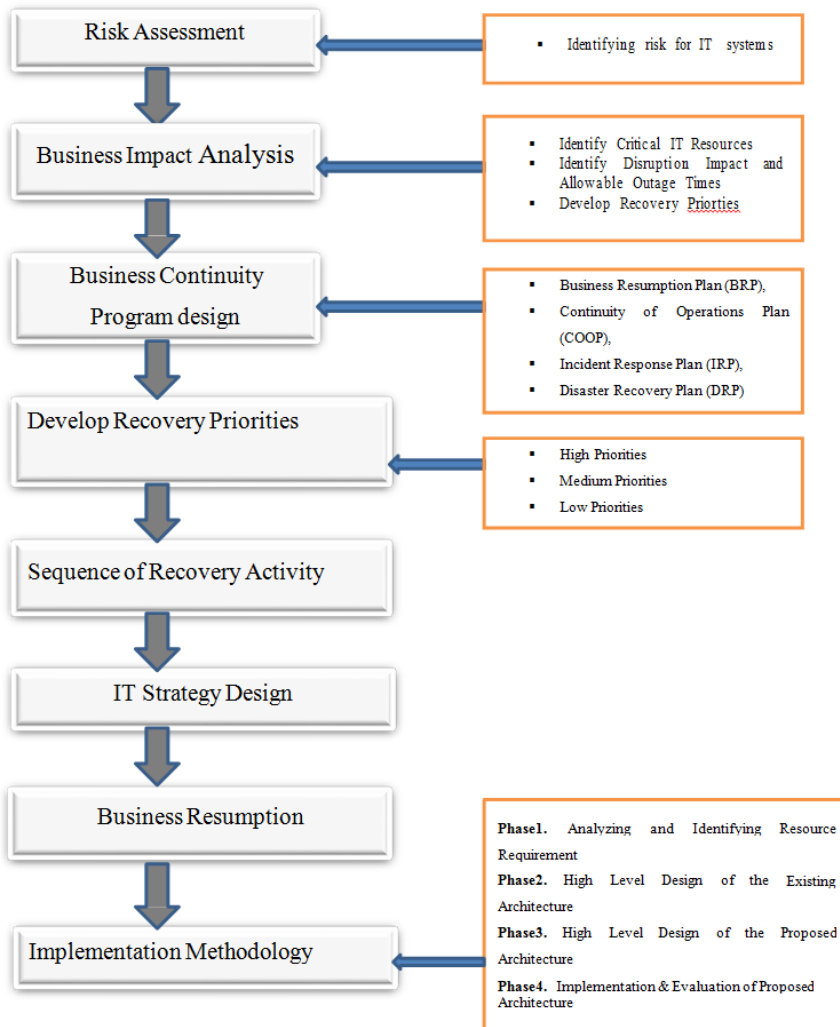 Risk Assessment
▪ Identifying risk for IT systems
Business Impact Analysis
▪ Identify Critical IT Resources
▪ Identify Disruption Impact and
Allowable Outage Times
▪ Develop Recovery Priorties
Business Continuity
Program design
▪ Business Resumption Plan (BRP),
▪ Continuity of Operations Plan
(COOP),
▪ Incident Response Plan (IRP),
▪ Disaster Recovery Plan (DRP)
Develop Recovery Priorities
▪ High Priorities
▪ Medium Priorities
▪ Low Priorities
Sequence of Recovery Activity
IT Strategy Design
Business Resumption
Implementation Methodology
Phase1. Analyzing and Identifying Resource
Requirement
Phase2. High Level Design of the Existing
Architecture
Phase3. High Level Design of the Proposed
Architecture
Phase4. Implementation & Evaluation of Proposed
Architecture